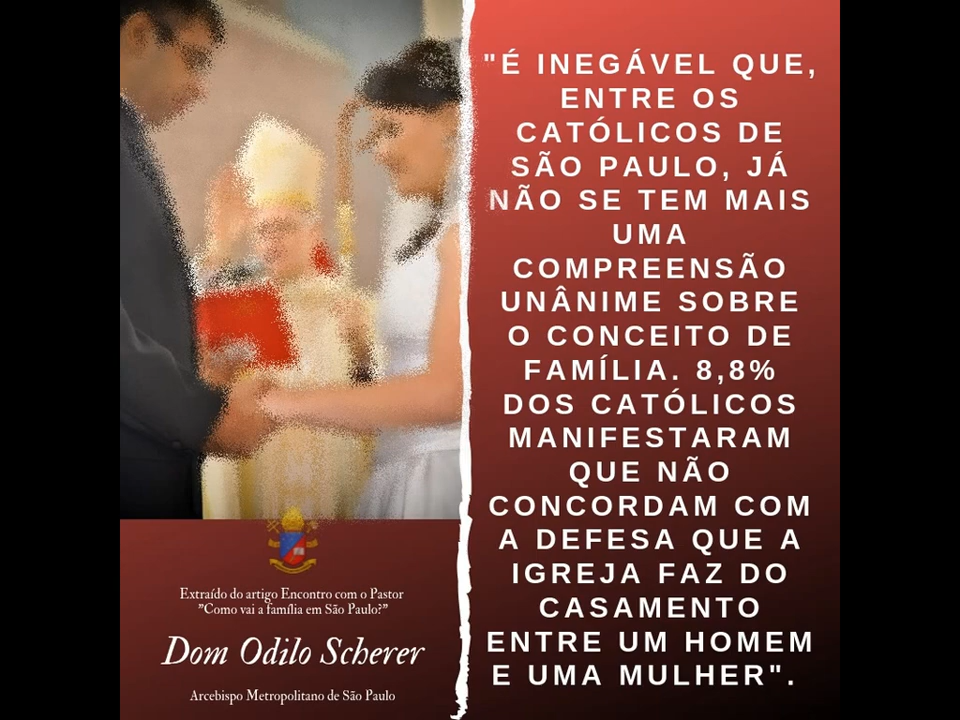 "É INEGÁVEL QUE,
ENTRE OS
CATÓLICOS DE
SÃO PAULO, JÁ
NÃO SE TEM MAIS
UMA
COMPREENSÃO
UNÂNIME SOBRE
O CONCEITO DE
FAMÍLIA. 8,8%
DOS CATÓLICOS
MANIFESTARAM
QUE NÃO
CONCORDAM COM
A DEFESA QUE A
IGREJA FAZ DO
CASAMENTO
ENTRE UM HOMEM
E UMA MULHER".
Extraído do artigo Encontro com o Pastor
"Como vai a família em São Paulo?"
Dom Odilo Scherer
Arcebispo Metropolitano de São Paulo